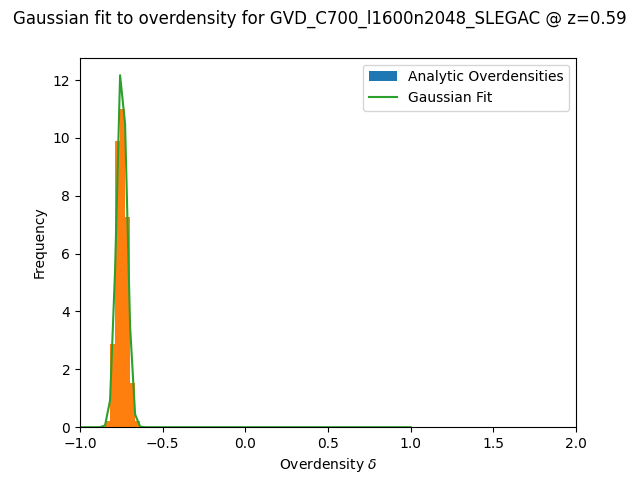 Gaussian fit to overdensity for GVD_C700_l1600n2048_SLEGAC @ z=0.59
Analytic Overdensities
Gaussian Fit
Frequency
12
10
8
6
4
2
0
−1.0 −0.5 0.0 0.5 1.0 1.5 2.0
Overdensity δ